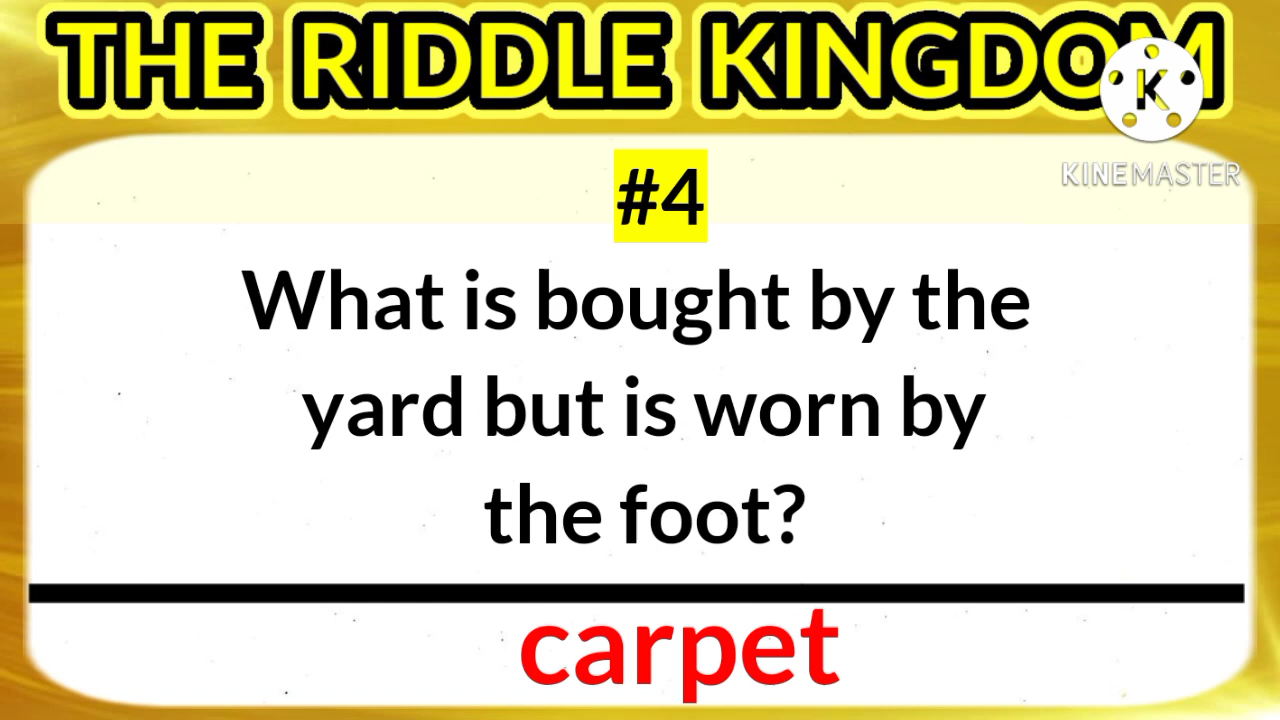 THE RIDDLE KINGDOM
K
KINEMASTER
#4
What is bought by the
yard but is worn by
the foot?
carpet